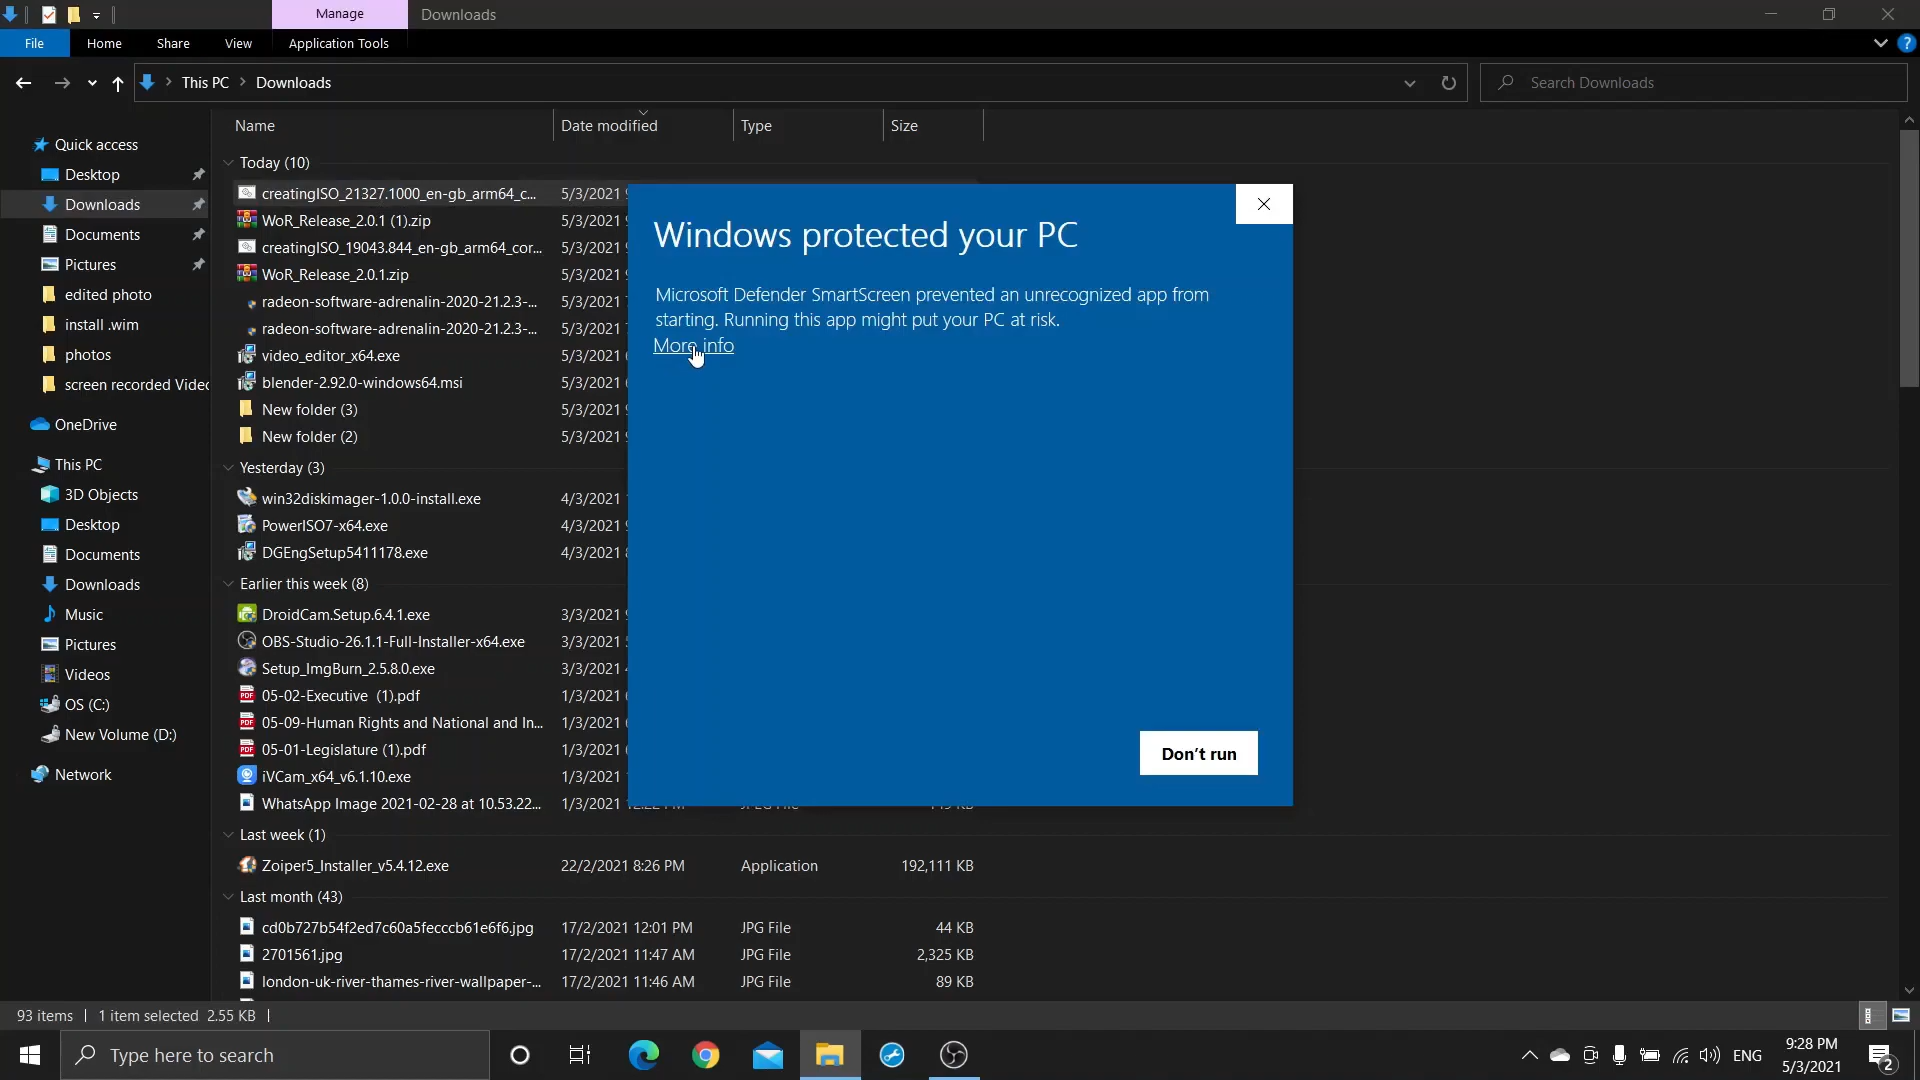 Manage
Downloads
File
Home
Share
View
Application Tools
This PC
Downloads
Search Downloads
Name
Date modified
Type
Size
Quick access
Desktop
Downloads
Documents
Pictures
edited photo
install .wim
photos
screen recorded Videc
OneDrive
This PC
3D Objects
Desktop
Documents
Downloads
Music
Pictures
Videos
OS (C:)
New Volume (D:)
Network
Today (10)
creatingISO_21327.1000_en-gb_arm64_c... 5/3/2021
WoR_Release_2.0.1 (1).zip 5/3/2021
creatingISO_19043.844_en-gb_arm64_cor... 5/3/2021
WoR_Release_2.0.1.zip 5/3/2021
radeon-software-adrenalin-2020-21.2.3-... 5/3/2021
radeon-software-adrenalin-2020-21.2.3-... 5/3/2021
video_editor_x64.exe 5/3/2021
blender-2.92.0-windows64.msi 5/3/2021
New folder (3) 5/3/2021
New folder (2) 5/3/2021
Yesterday (3)
win32diskimager-1.0.0-install.exe 4/3/2021
PowerISO7-x64.exe 4/3/2021
DGEngSetup5411178.exe 4/3/2021
Earlier this week (8)
DroidCam.Setup.6.4.1.exe 3/3/2021
OBS-Studio-26.1.1-Full-Installer-x64.exe 3/3/2021
Setup_ImgBurn_2.5.8.0.exe 3/3/2021
05-02-Executive (1).pdf 1/3/2021
05-09-Human Rights and National and In... 1/3/2021
05-01-Legislature (1).pdf 1/3/2021
iVCam_x64_v6.1.10.exe 1/3/2021
WhatsApp Image 2021-02-28 at 10.53.22... 1/3/2021
Last week (1)
Zoiper5_Installer_v5.4.12.exe 22/2/2021 8:26 PM Application 192,111 KB
Last month (43)
cd0b727b54f2ed7c60a5fecccb61e6f6.jpg 17/2/2021 12:01 PM JPG File 44 KB
2701561.jpg 17/2/2021 11:47 AM JPG File 2,325 KB
london-uk-river-thames-river-wallpaper-... 17/2/2021 11:46 AM JPG File 89 KB
Windows protected your PC
Microsoft Defender SmartScreen prevented an unrecognized app from
starting. Running this app might put your PC at risk.
More info
Don't run
93 items
1 item selected 2.55 KB
Type here to search
ENG
9:28 PM
5/3/2021
2